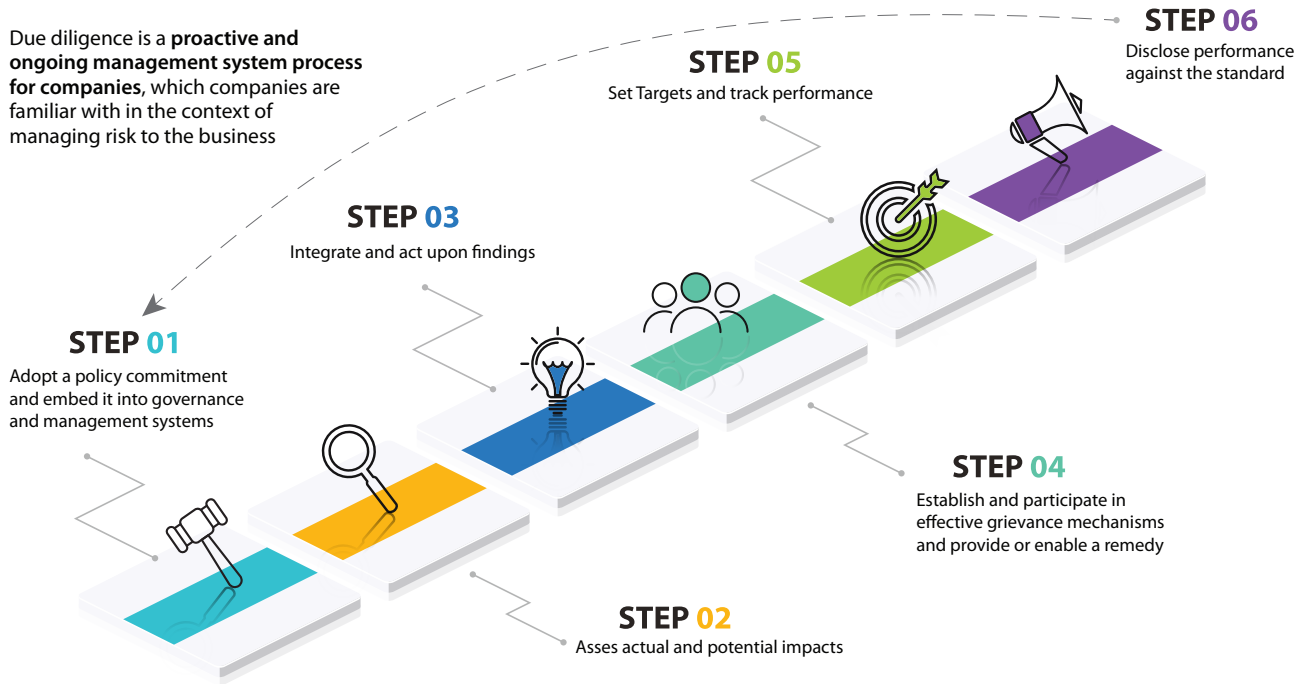 Due diligence is a proactive and
ongoing management system process
for companies, which companies are
familiar with in the context of
managing risk to the business
STEP 01
Adopt a policy commitment
and embed it into governance
and management systems
STEP 02
Asses actual and potential impacts
STEP 03
Integrate and act upon findings
STEP 04
Establish and participate in
effective grievance mechanisms
and provide or enable a remedy
STEP 05
Set Targets and track performance
STEP 06
Disclose performance
against the standard